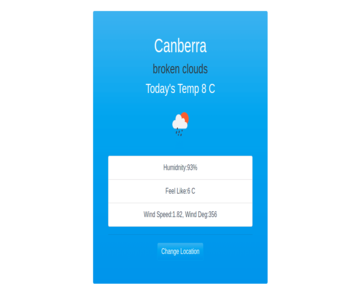 Canberra
broken clouds
Today's Temp 8 C
Humidnity:93%
Feel Like:6 C
Wind Speed:1.82, Wind Deg:356
Change Location